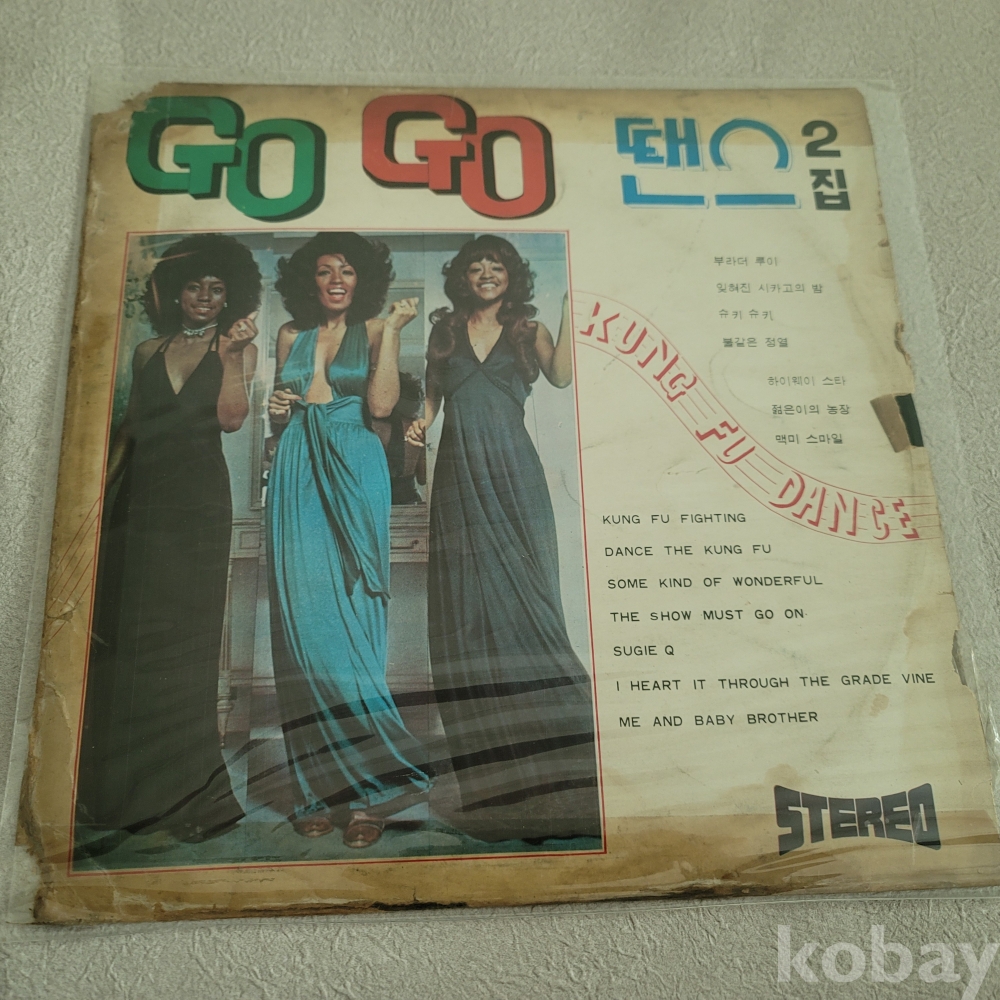 GO GO 땐스 2집
부라더 루이
잊혀진 시카고의 밤
슈키 슈키
불같은 정열
하이웨이 스타
젊은이의 농장
맥미 스마일
KUNG FU DANCE
KUNG FU FIGHTING
DANCE THE KUNG FU
SOME KIND OF WONDERFUL
THE SHOW MUST GO ON
SUGIE Q
I HEART IT THROUGH THE GRADE VINE
ME AND BABY BROTHER
STEREO
kobay